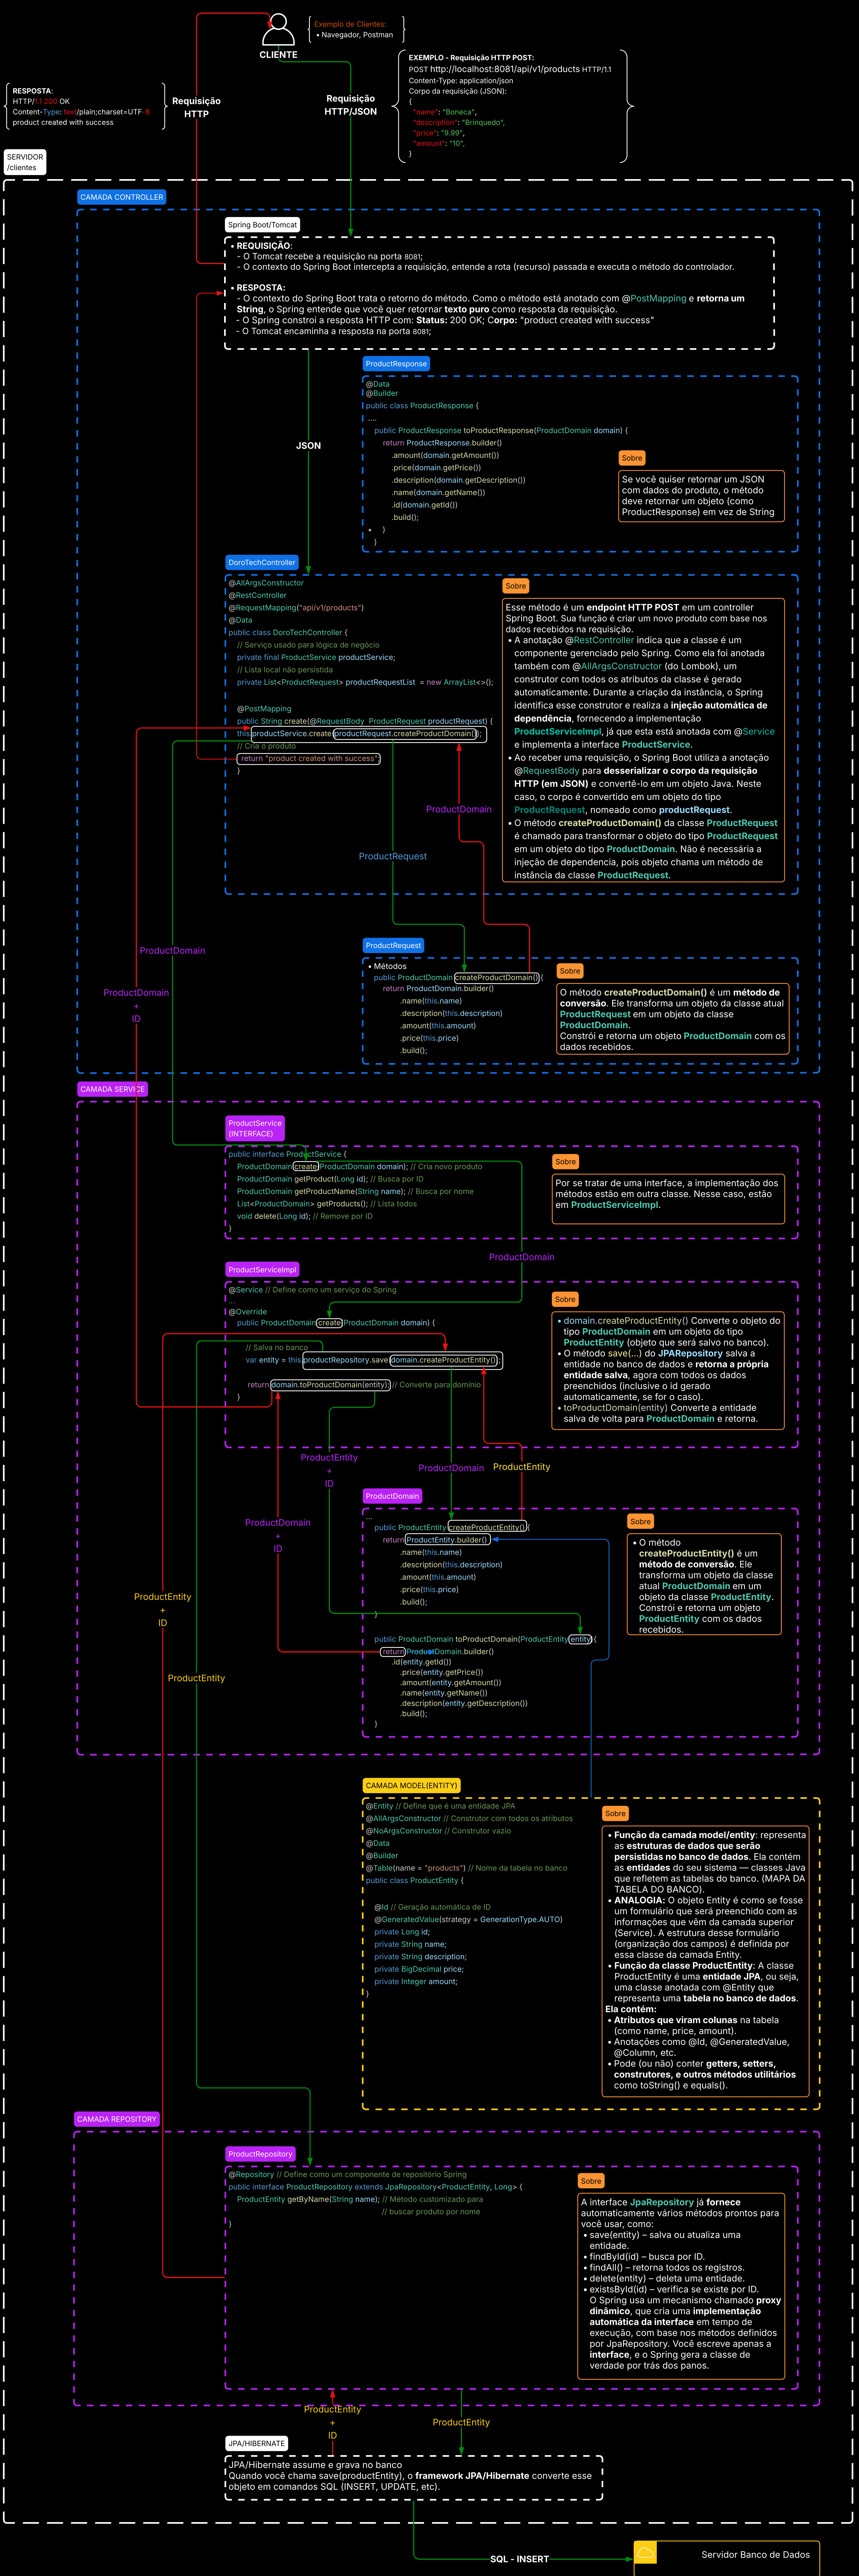 Exemplo de Clientes:
• Navegador, Postman
CLIENTE
EXEMPLO - Requisição HTTP POST:
POST http://localhost:8081/api/v1/products HTTP/1.1
Content-Type: application/json
Corpo da requisição (JSON):
{
"name": "Boneca",
"description": "Brinquedo",
"price": "9.99",
"amount": "10",
}
RESPOSTA:
HTTP/1.1 200 OK
Content-Type: text/plain;charset=UTF-8
product created with success
Requisição
HTTP
Requisição
HTTP/JSON
SERVIDOR
/clientes
CAMADA CONTROLLER
Spring Boot/Tomcat
• REQUISIÇÃO:
- O Tomcat recebe a requisição na porta 8081;
- O contexto do Spring Boot intercepta a requisição, entende a rota (recurso) passada e executa o método do controlador.
• RESPOSTA:
- O contexto do Spring Boot trata o retorno do método. Como o método está anotado com @PostMapping e retorna um
String, o Spring entende que você quer retornar texto puro como resposta da requisição.
- O Spring constroi a resposta HTTP com: Status: 200 OK; Corpo: "product created with success"
- O Tomcat encaminha a resposta na porta 8081;
ProductResponse
@Data
@Builder
public class ProductResponse {
....
public ProductResponse toProductResponse(ProductDomain domain) {
return ProductResponse.builder()
.amount(domain.getAmount())
.price(domain.getPrice())
.description(domain.getDescription())
.name(domain.getName())
.id(domain.getId())
.build();
• }
}
Sobre
Se você quiser retornar um JSON
com dados do produto, o método
deve retornar um objeto (como
ProductResponse) em vez de String
JSON
DoroTechController
@AllArgsConstructor
@RestController
@RequestMapping("api/v1/products")
@Data
public class DoroTechController {
// Serviço usado para lógica de negócio
private final ProductService productService;
// Lista local não persistida
private List<ProductRequest> productRequestList = new ArrayList<>();
@PostMapping
public String create(@RequestBody ProductRequest productRequest) {
this.productService.create(productRequest.createProductDomain());
// Cria o produto
return "product created with success";
}
Sobre
Esse método é um endpoint HTTP POST em um controller
Spring Boot. Sua função é criar um novo produto com base nos
dados recebidos na requisição.
• A anotação @RestController indica que a classe é um
componente gerenciado pelo Spring. Como ela foi anotada
também com @AllArgsConstructor (do Lombok), um
construtor com todos os atributos da classe é gerado
automaticamente. Durante a criação da instância, o Spring
identifica esse construtor e realiza a injeção automática de
dependência, fornecendo a implementação
ProductServiceImpl, já que esta está anotada com @Service
e implementa a interface ProductService.
• Ao receber uma requisição, o Spring Boot utiliza a anotação
@RequestBody para desserializar o corpo da requisição
HTTP (em JSON) e convertê-lo em um objeto Java. Neste
caso, o corpo é convertido em um objeto do tipo
ProductRequest, nomeado como productRequest.
• O método createProductDomain() da classe ProductRequest
é chamado para transformar o objeto do tipo ProductRequest
em um objeto do tipo ProductDomain. Não é necessária a
injeção de dependencia, pois objeto chama um método de
instância da classe ProductRequest.
ProductDomain
ProductRequest
ProductDomain
ProductDomain
+
ID
ProductRequest
• Métodos
public ProductDomain createProductDomain() {
return ProductDomain.builder()
.name(this.name)
.description(this.description)
.amount(this.amount)
.price(this.price)
.build();
Sobre
O método createProductDomain() é um método de
conversão. Ele transforma um objeto da classe atual
ProductRequest em um objeto da classe
ProductDomain.
Constrói e retorna um objeto ProductDomain com os
dados recebidos.
CAMADA SERVICE
ProductService
(INTERFACE)
public interface ProductService {
ProductDomain create(ProductDomain domain); // Cria novo produto
ProductDomain getProduct(Long id); // Busca por ID
ProductDomain getProductName(String name); // Busca por nome
List<ProductDomain> getProducts(); // Lista todos
void delete(Long id); // Remove por ID
}
Sobre
Por se tratar de uma interface, a implementação dos
métodos estão em outra classe. Nesse caso, estão
em ProductServiceImpl.
ProductDomain
ProductServiceImpl
@Service // Define como um serviço do Spring
...
@Override
public ProductDomain create(ProductDomain domain) {
// Salva no banco
var entity = this.productRepository.save(domain.createProductEntity());
return domain.toProductDomain(entity); // Converte para domínio
}
Sobre
• domain.createProductEntity() Converte o objeto do
tipo ProductDomain em um objeto do tipo
ProductEntity (objeto que será salvo no banco).
• O método save(...) do JPARepository salva a
entidade no banco de dados e retorna a própria
entidade salva, agora com todos os dados
preenchidos (inclusive o id gerado
automaticamente, se for o caso).
• toProductDomain(entity) Converte a entidade
salva de volta para ProductDomain e retorna.
ProductEntity
+
ID
ProductDomain
ProductEntity
ProductDomain
+
ID
ProductDomain
...
public ProductEntity createProductEntity() {
return ProductEntity.builder()
.name(this.name)
.description(this.description)
.amount(this.amount)
.price(this.price)
.build();
}
public ProductDomain toProductDomain(ProductEntity entity) {
return ProductDomain.builder()
.id(entity.getId())
.price(entity.getPrice())
.amount(entity.getAmount())
.name(entity.getName())
.description(entity.getDescription())
.build();
}
Sobre
• O método
createProductEntity() é um
método de conversão. Ele
transforma um objeto da classe
atual ProductDomain em um
objeto da classe ProductEntity.
Constrói e retorna um objeto
ProductEntity com os dados
recebidos.
ProductEntity
+
ID
ProductEntity
CAMADA MODEL(ENTITY)
@Entity // Define que é uma entidade JPA
@AllArgsConstructor // Construtor com todos os atributos
@NoArgsConstructor // Construtor vazio
@Data
@Builder
@Table(name = "products") // Nome da tabela no banco
public class ProductEntity {
@Id // Geração automática de ID
@GeneratedValue(strategy = GenerationType.AUTO)
private Long id;
private String name;
private String description;
private BigDecimal price;
private Integer amount;
}
Sobre
• Função da camada model/entity: representa
as estruturas de dados que serão
persistidas no banco de dados. Ela contém
as entidades do seu sistema — classes Java
que refletem as tabelas do banco. (MAPA DA
TABELA DO BANCO).
• ANALOGIA: O objeto Entity é como se fosse
um formulário que será preenchido com as
informações que vêm da camada superior
(Service). A estrutura desse formulário
(organização dos campos) é definida por
essa classe da camada Entity.
• Função da classe ProductEntity: A classe
ProductEntity é uma entidade JPA, ou seja,
uma classe anotada com @Entity que
representa uma tabela no banco de dados.
Ela contém:
• Atributos que viram colunas na tabela
(como name, price, amount).
• Anotações como @Id, @GeneratedValue,
@Column, etc.
• Pode (ou não) conter getters, setters,
construtores, e outros métodos utilitários
como toString() e equals().
CAMADA REPOSITORY
ProductRepository
@Repository // Define como um componente de repositório Spring
public interface ProductRepository extends JpaRepository<ProductEntity, Long> {
ProductEntity getByName(String name); // Método customizado para
// buscar produto por nome
}
Sobre
A interface JpaRepository já fornece
automaticamente vários métodos prontos para
você usar, como:
• save(entity) – salva ou atualiza uma
entidade.
• findById(id) – busca por ID.
• findAll() – retorna todos os registros.
• delete(entity) – deleta uma entidade.
• existsById(id) – verifica se existe por ID.
O Spring usa um mecanismo chamado proxy
dinâmico, que cria uma implementação
automática da interface em tempo de
execução, com base nos métodos definidos
por JpaRepository. Você escreve apenas a
interface, e o Spring gera a classe de
verdade por trás dos panos.
ProductEntity
+
ID
ProductEntity
JPA/HIBERNATE
JPA/Hibernate assume e grava no banco
Quando você chama save(productEntity), o framework JPA/Hibernate converte esse
objeto em comandos SQL (INSERT, UPDATE, etc).
SQL - INSERT
Servidor Banco de Dados